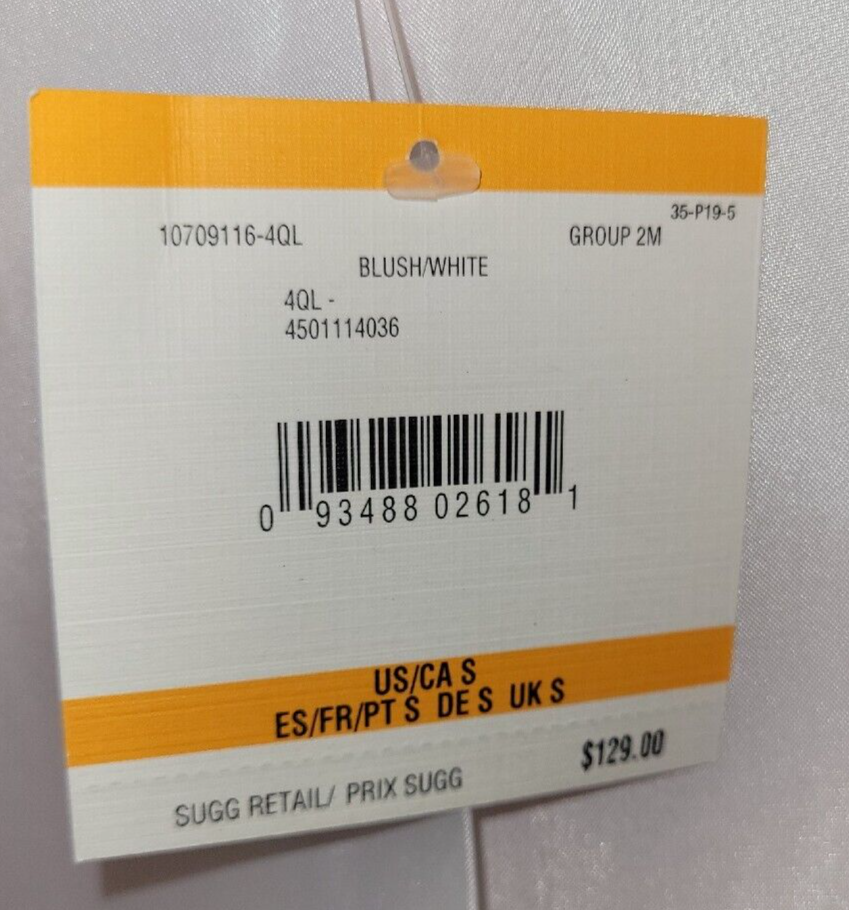 35-P19-5
10709116-4QL GROUP 2M
BLUSH/WHITE
4QL -
4501114036
0 93488 02618 1
US/CA S
ES/FR/PT S DE S UK S
$129.00
SUGG RETAIL/ PRIX SUGG